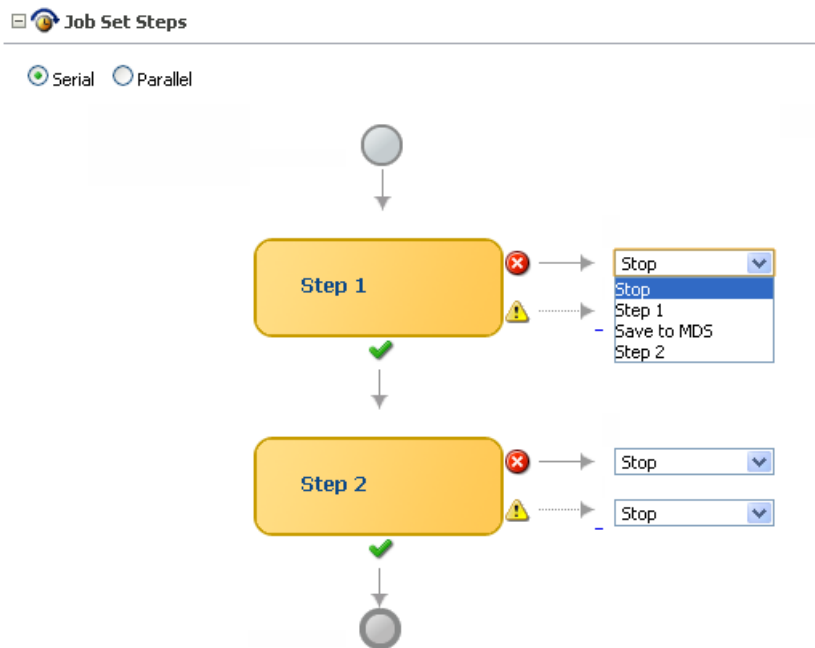 Job Set Steps
Serial Parallel
Step 1
Stop
Stop
Step 1
Save to MDS
Step 2
Step 2
Stop
Stop